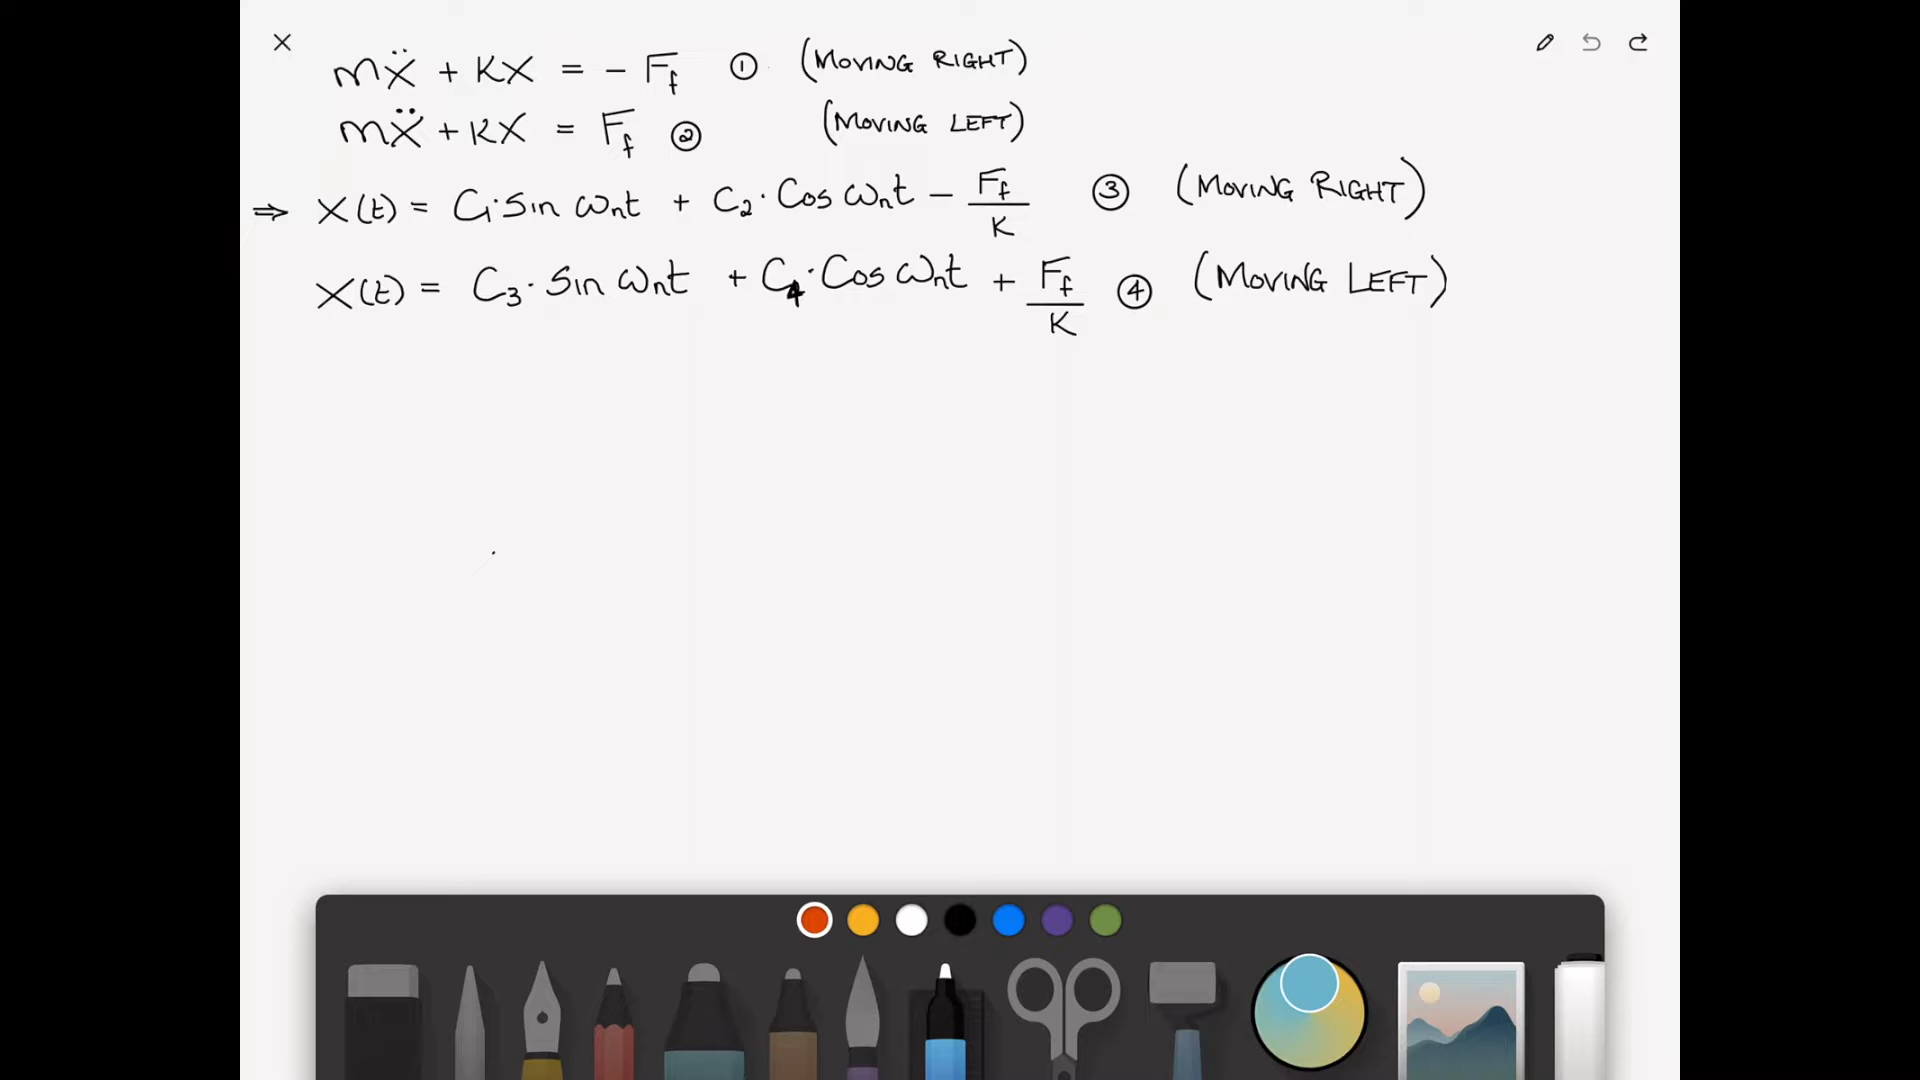 mẍ + Kx = - F_f ① (MOVING RIGHT)
mẍ + Kx = F_f ② (MOVING LEFT)
⇒ x(t) = C₁·Sin ωₙt + C₂·Cos ωₙt - F_f/K ③ (MOVING RIGHT)
x(t) = C₃·Sin ωₙt + C₄·Cos ωₙt + F_f/K ④ (MOVING LEFT)